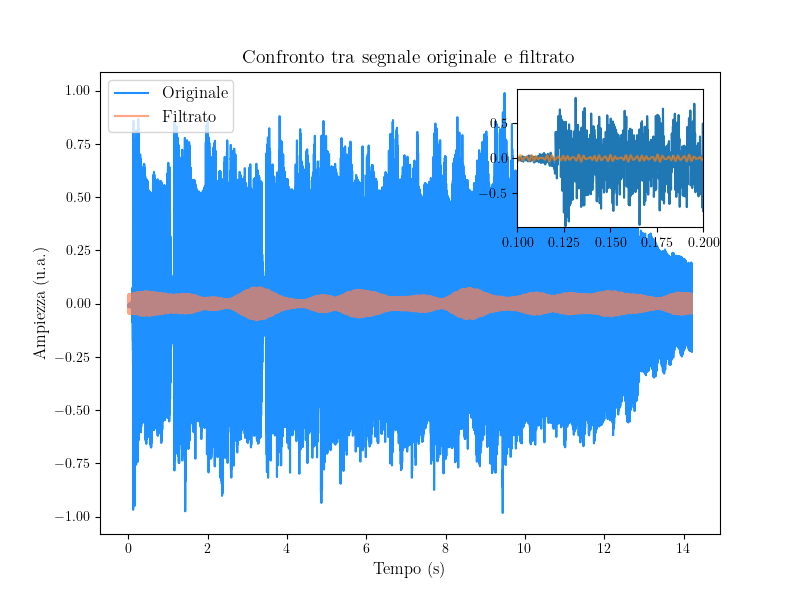 Confronto tra segnale originale e filtrato
Originale
Filtrato
Ampiezza (u.a.)
1.00
0.75
0.50
0.25
0.00
−0.25
−0.50
−0.75
−1.00
0.5
0.0
−0.5
0.100 0.125 0.150 0.175 0.200
0 2 4 6 8 10 12 14
Tempo (s)